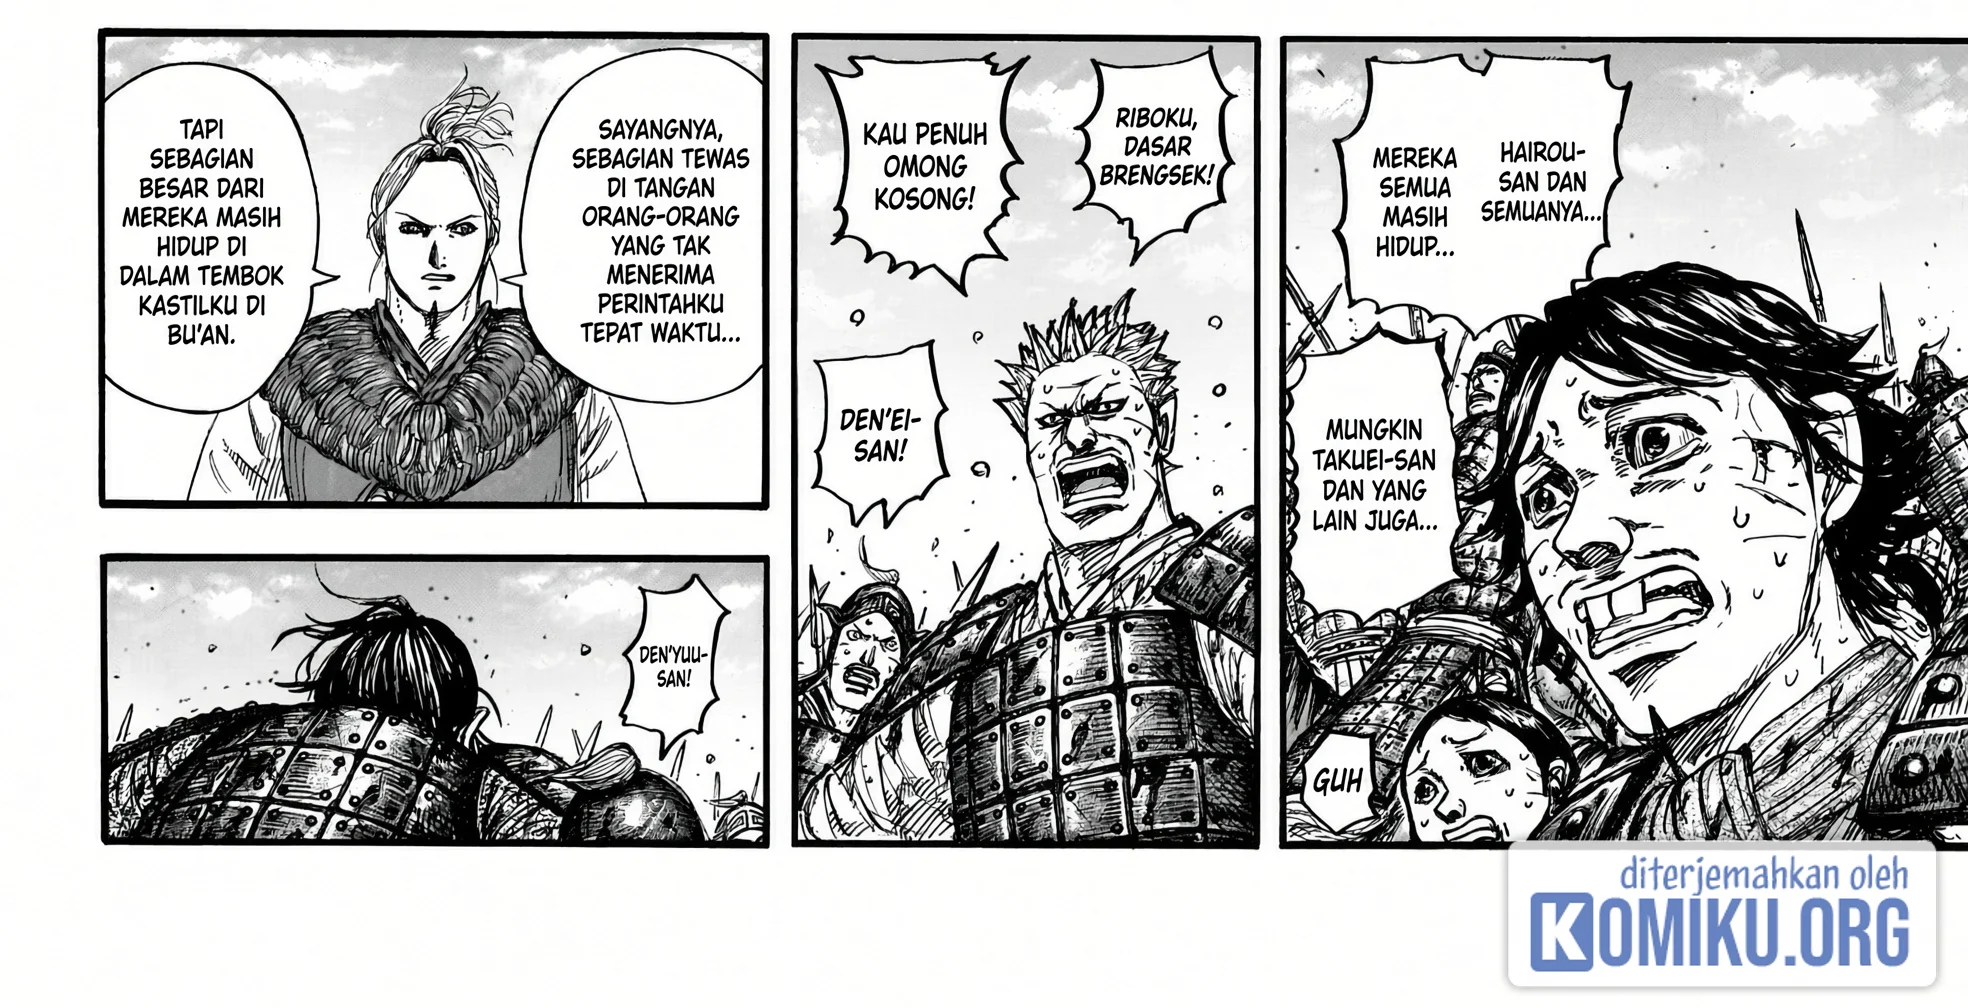 HAIROU-
SAN DAN
SEMUANYA...
MEREKA
SEMUA
MASIH
HIDUP...
MUNGKIN
TAKUEI-SAN
DAN YANG
LAIN JUGA...
GUH
RIBOKU,
DASAR
BRENGSEK!
KAU PENUH
OMONG
KOSONG!
DEN'EI-
SAN!
SAYANGNYA,
SEBAGIAN TEWAS
DI TANGAN
ORANG-ORANG
YANG TAK
MENERIMA
PERINTAHKU
TEPAT WAKTU...
TAPI
SEBAGIAN
BESAR DARI
MEREKA MASIH
HIDUP DI
DALAM TEMBOK
KASTILKU DI
BU'AN.
DEN'YUU-
SAN!
diterjemahkan oleh
KOMIKU.ORG